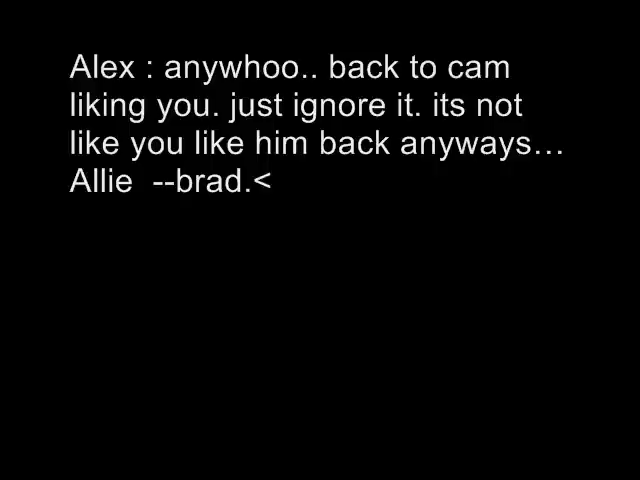 Alex : anywhoo.. back to cam
liking you. just ignore it. its not
like you like him back anyways…
Allie  --brad.<